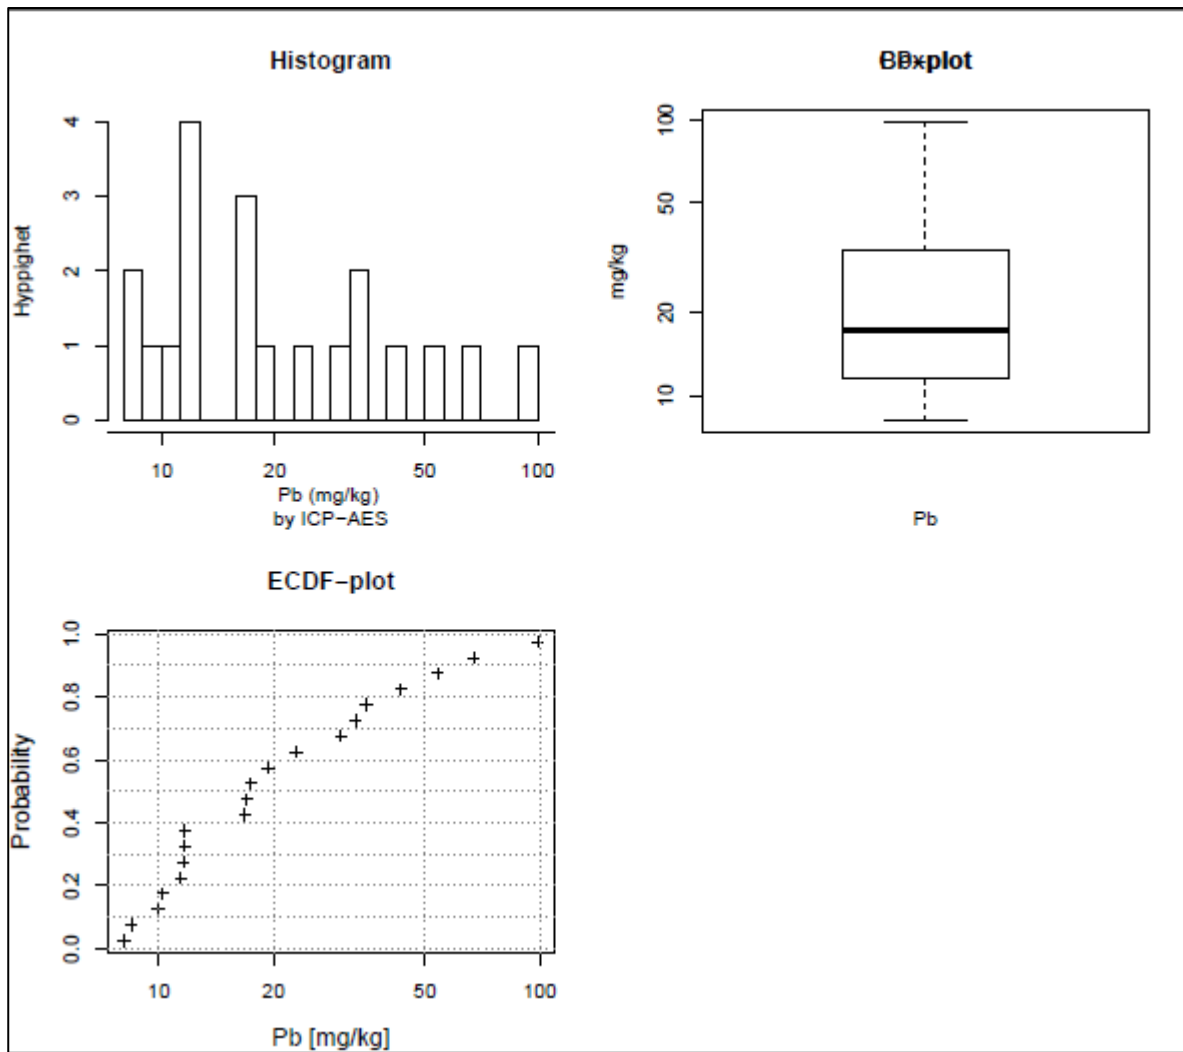 Histogram
4
3
2
1
0
Hyppighet
10 20 50 100
Pb (mg/kg)
by ICP−AES
100
50
20
10
mg/kg
Pb
ECDF−plot
1.0
0.8
0.6
0.4
0.2
0.0
Probability
10 20 50 100
Pb [mg/kg]